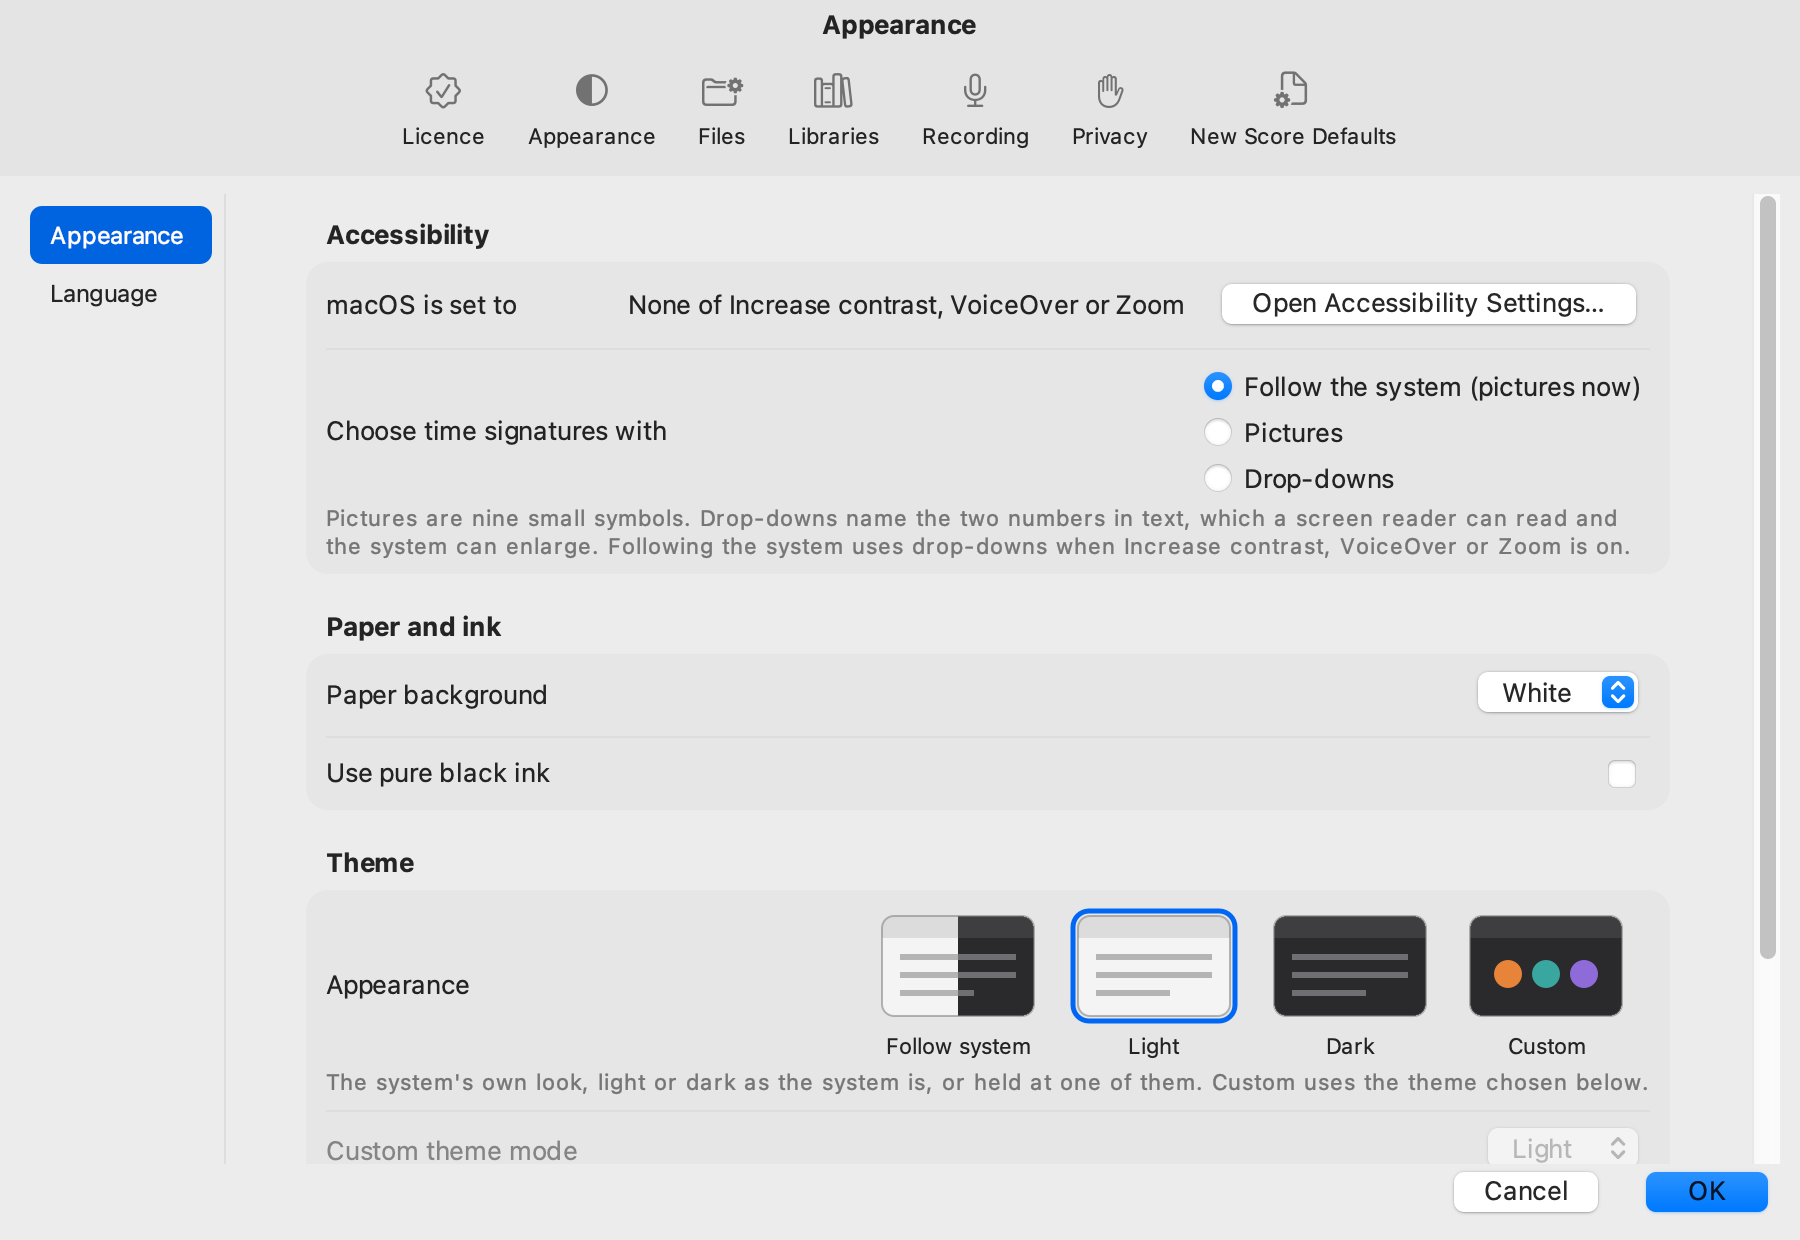 Appearance
Licence
Appearance
Files
Libraries
Recording
Privacy
New Score Defaults
Appearance
Language
Accessibility
macOS is set to
None of Increase contrast, VoiceOver or Zoom
Open Accessibility Settings...
Choose time signatures with
Follow the system (pictures now)
Pictures
Drop-downs
Pictures are nine small symbols. Drop-downs name the two numbers in text, which a screen reader can read and
the system can enlarge. Following the system uses drop-downs when Increase contrast, VoiceOver or Zoom is on.
Paper and ink
Paper background
White
Use pure black ink
Theme
Appearance
Follow system
Light
Dark
Custom
The system's own look, light or dark as the system is, or held at one of them. Custom uses the theme chosen below.
Custom theme mode
Light
Cancel
OK